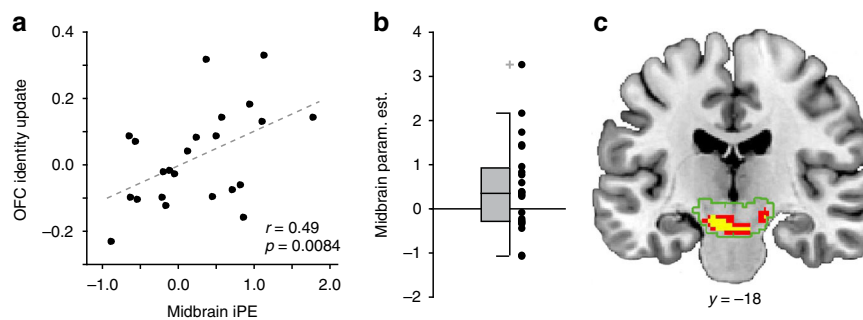 a
OFC identity update
0.4
0.2
0.0
−0.2
r = 0.49
p = 0.0084
−1.0 0.0 1.0 2.0
Midbrain iPE
b
Midbrain param. est.
4
3
2
1
0
−1
−2
c
y = −18